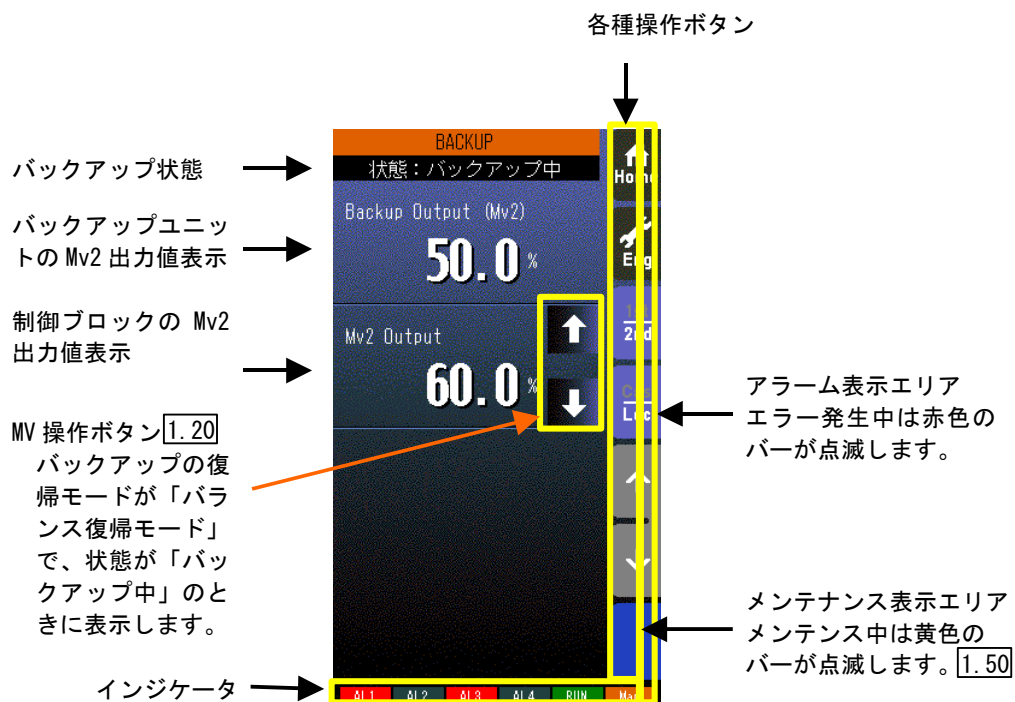 各種操作ボタン
バックアップ状態
バックアップユニッ
トの Mv2 出力値表示
制御ブロックの Mv2
出力値表示
MV 操作ボタン1.20
バックアップの復
帰モードが「バラ
ンス復帰モード」
で、状態が「バッ
クアップ中」のと
きに表示します。
インジケータ
BACKUP
状態：バックアップ中
Backup Output (Mv2)
50.0 %
Mv2 Output
60.0 %
Home
Eng
2nd
Loc
AL1 AL2 AL3 AL4 RUN
アラーム表示エリア
エラー発生中は赤色の
バーが点滅します。
メンテナンス表示エリア
メンテンス中は黄色の
バーが点滅します。1.50